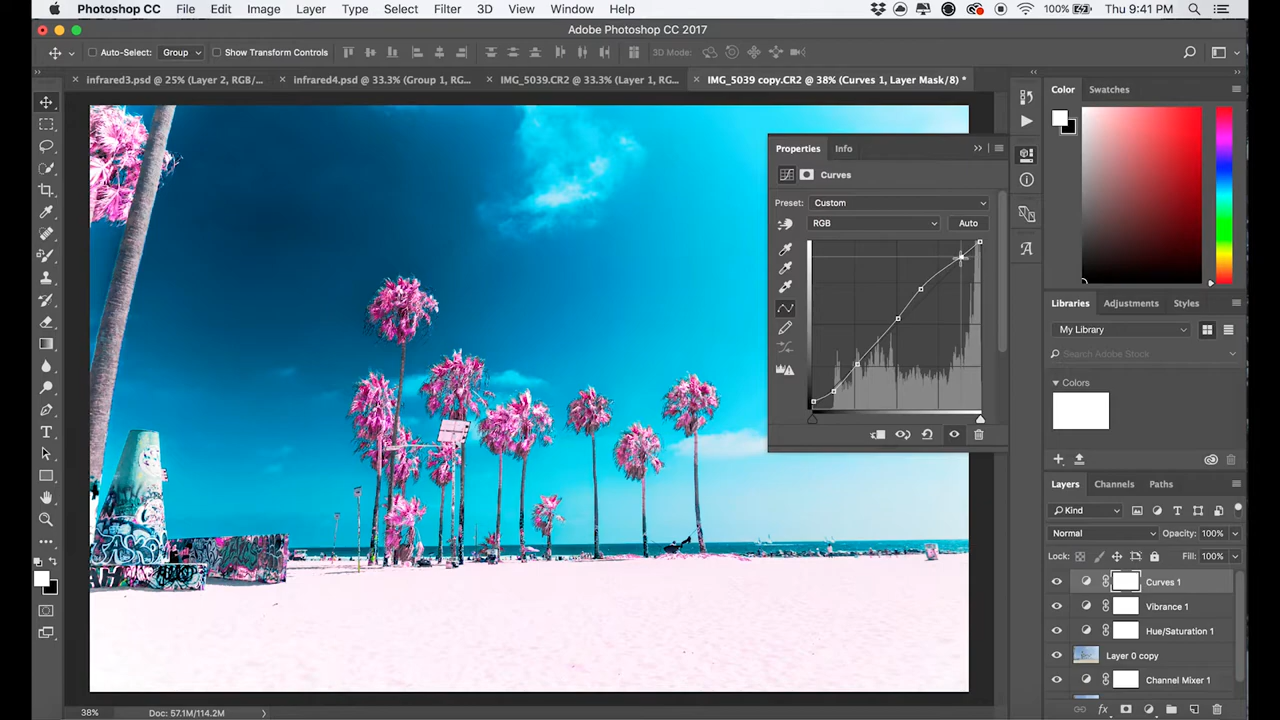 Photoshop CC File Edit Image Layer Type Select Filter 3D View Window Help 100% Thu 9:41 PM
Adobe Photoshop CC 2017
Auto-Select: Group Show Transform Controls 3D Mode:
infrared3.psd @ 25% (Layer 2, RGB/... infrared4.psd @ 33.3% (Group 1, RG... IMG_5039.CR2 @ 33.3% (Layer 1, RG... IMG_5039 copy.CR2 @ 38% (Curves 1, Layer Mask/8) *
Color Swatches
Properties Info
Curves
Preset: Custom
RGB Auto
Libraries Adjustments Styles
My Library
Search Adobe Stock
Colors
Layers Channels Paths
Kind
Normal Opacity: 100%
Lock: Fill: 100%
Curves 1
Vibrance 1
Hue/Saturation 1
Layer 0 copy
Channel Mixer 1
38% Doc: 57.1M/114.2M